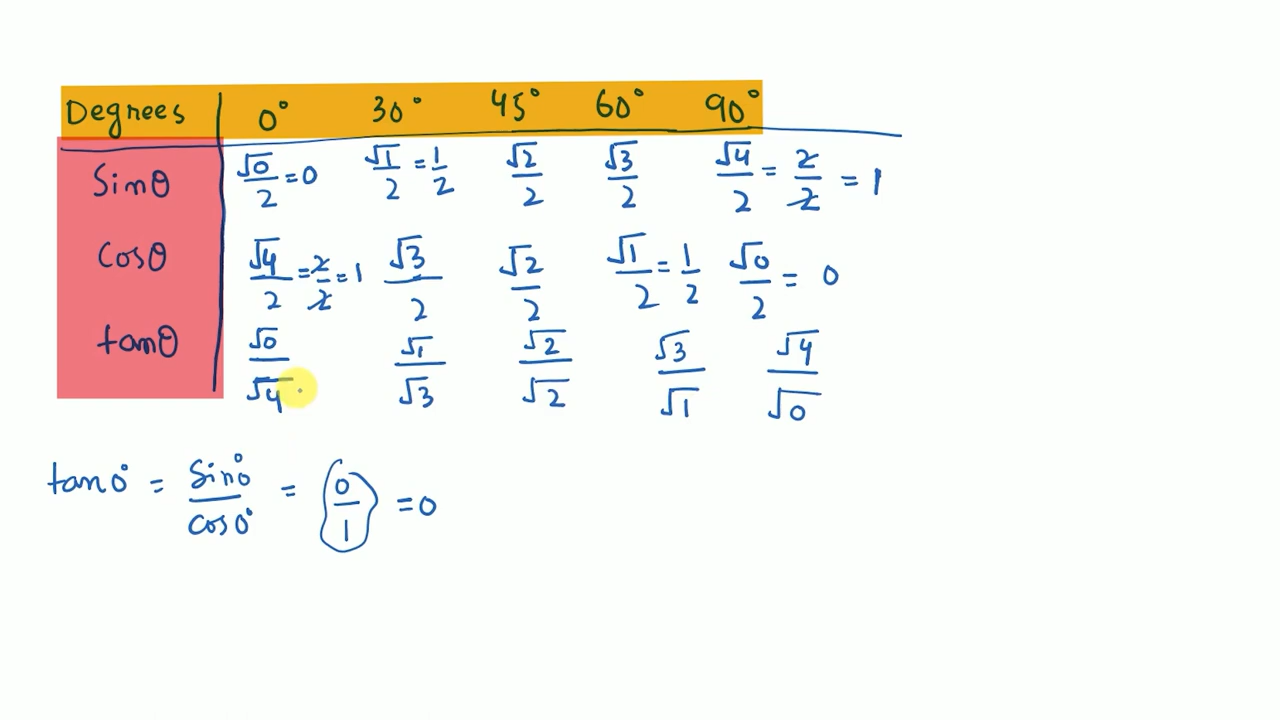 Degrees 0° 30° 45° 60° 90°
Sinθ √0/2 = 0 √1/2 = 1/2 √2/2 √3/2 √4/2 = 2/2 = 1
Cosθ √4/2 = 2/2 = 1 √3/2 √2/2 √1/2 = 1/2 √0/2 = 0
tanθ √0/√4 √1/√3 √2/√2 √3/√1 √4/√0
tan0° = Sin0°/cos0° = 0/1 = 0